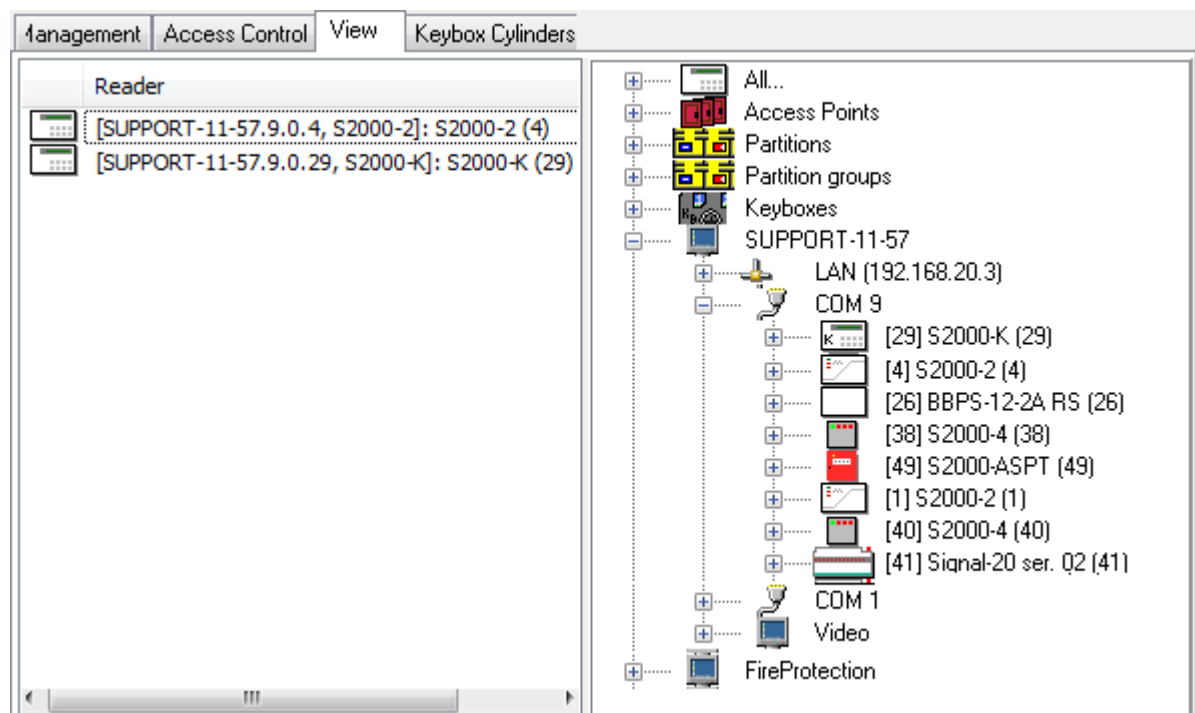 Management Access Control View Keybox Cylinders
Reader
[SUPPORT-11-57.9.0.4, S2000-2]: S2000-2 (4)
[SUPPORT-11-57.9.0.29, S2000-K]: S2000-K (29)
All...
Access Points
Partitions
Partition groups
Keyboxes
SUPPORT-11-57
LAN (192.168.20.3)
COM 9
[29] S2000-K (29)
[4] S2000-2 (4)
[26] BBPS-12-2A RS (26)
[38] S2000-4 (38)
[49] S2000-ASPT (49)
[1] S2000-2 (1)
[40] S2000-4 (40)
[41] Signal-20 ser. 02 (41)
COM 1
Video
FireProtection